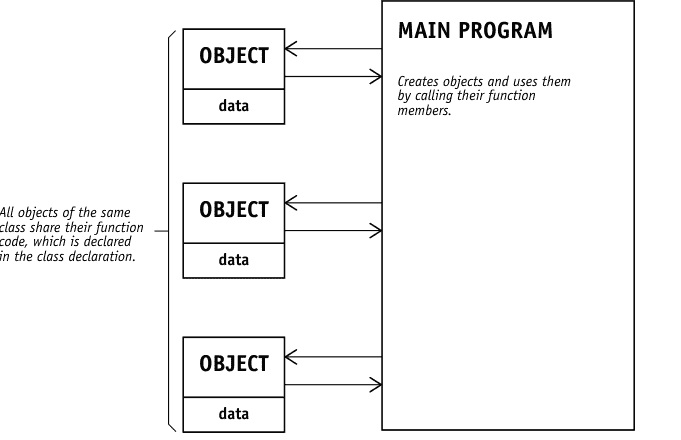 OBJECT
data
MAIN PROGRAM
Creates objects and uses them
by calling their function
members.
All objects of the same
class share their function
code, which is declared
in the class declaration.
OBJECT
data
OBJECT
data